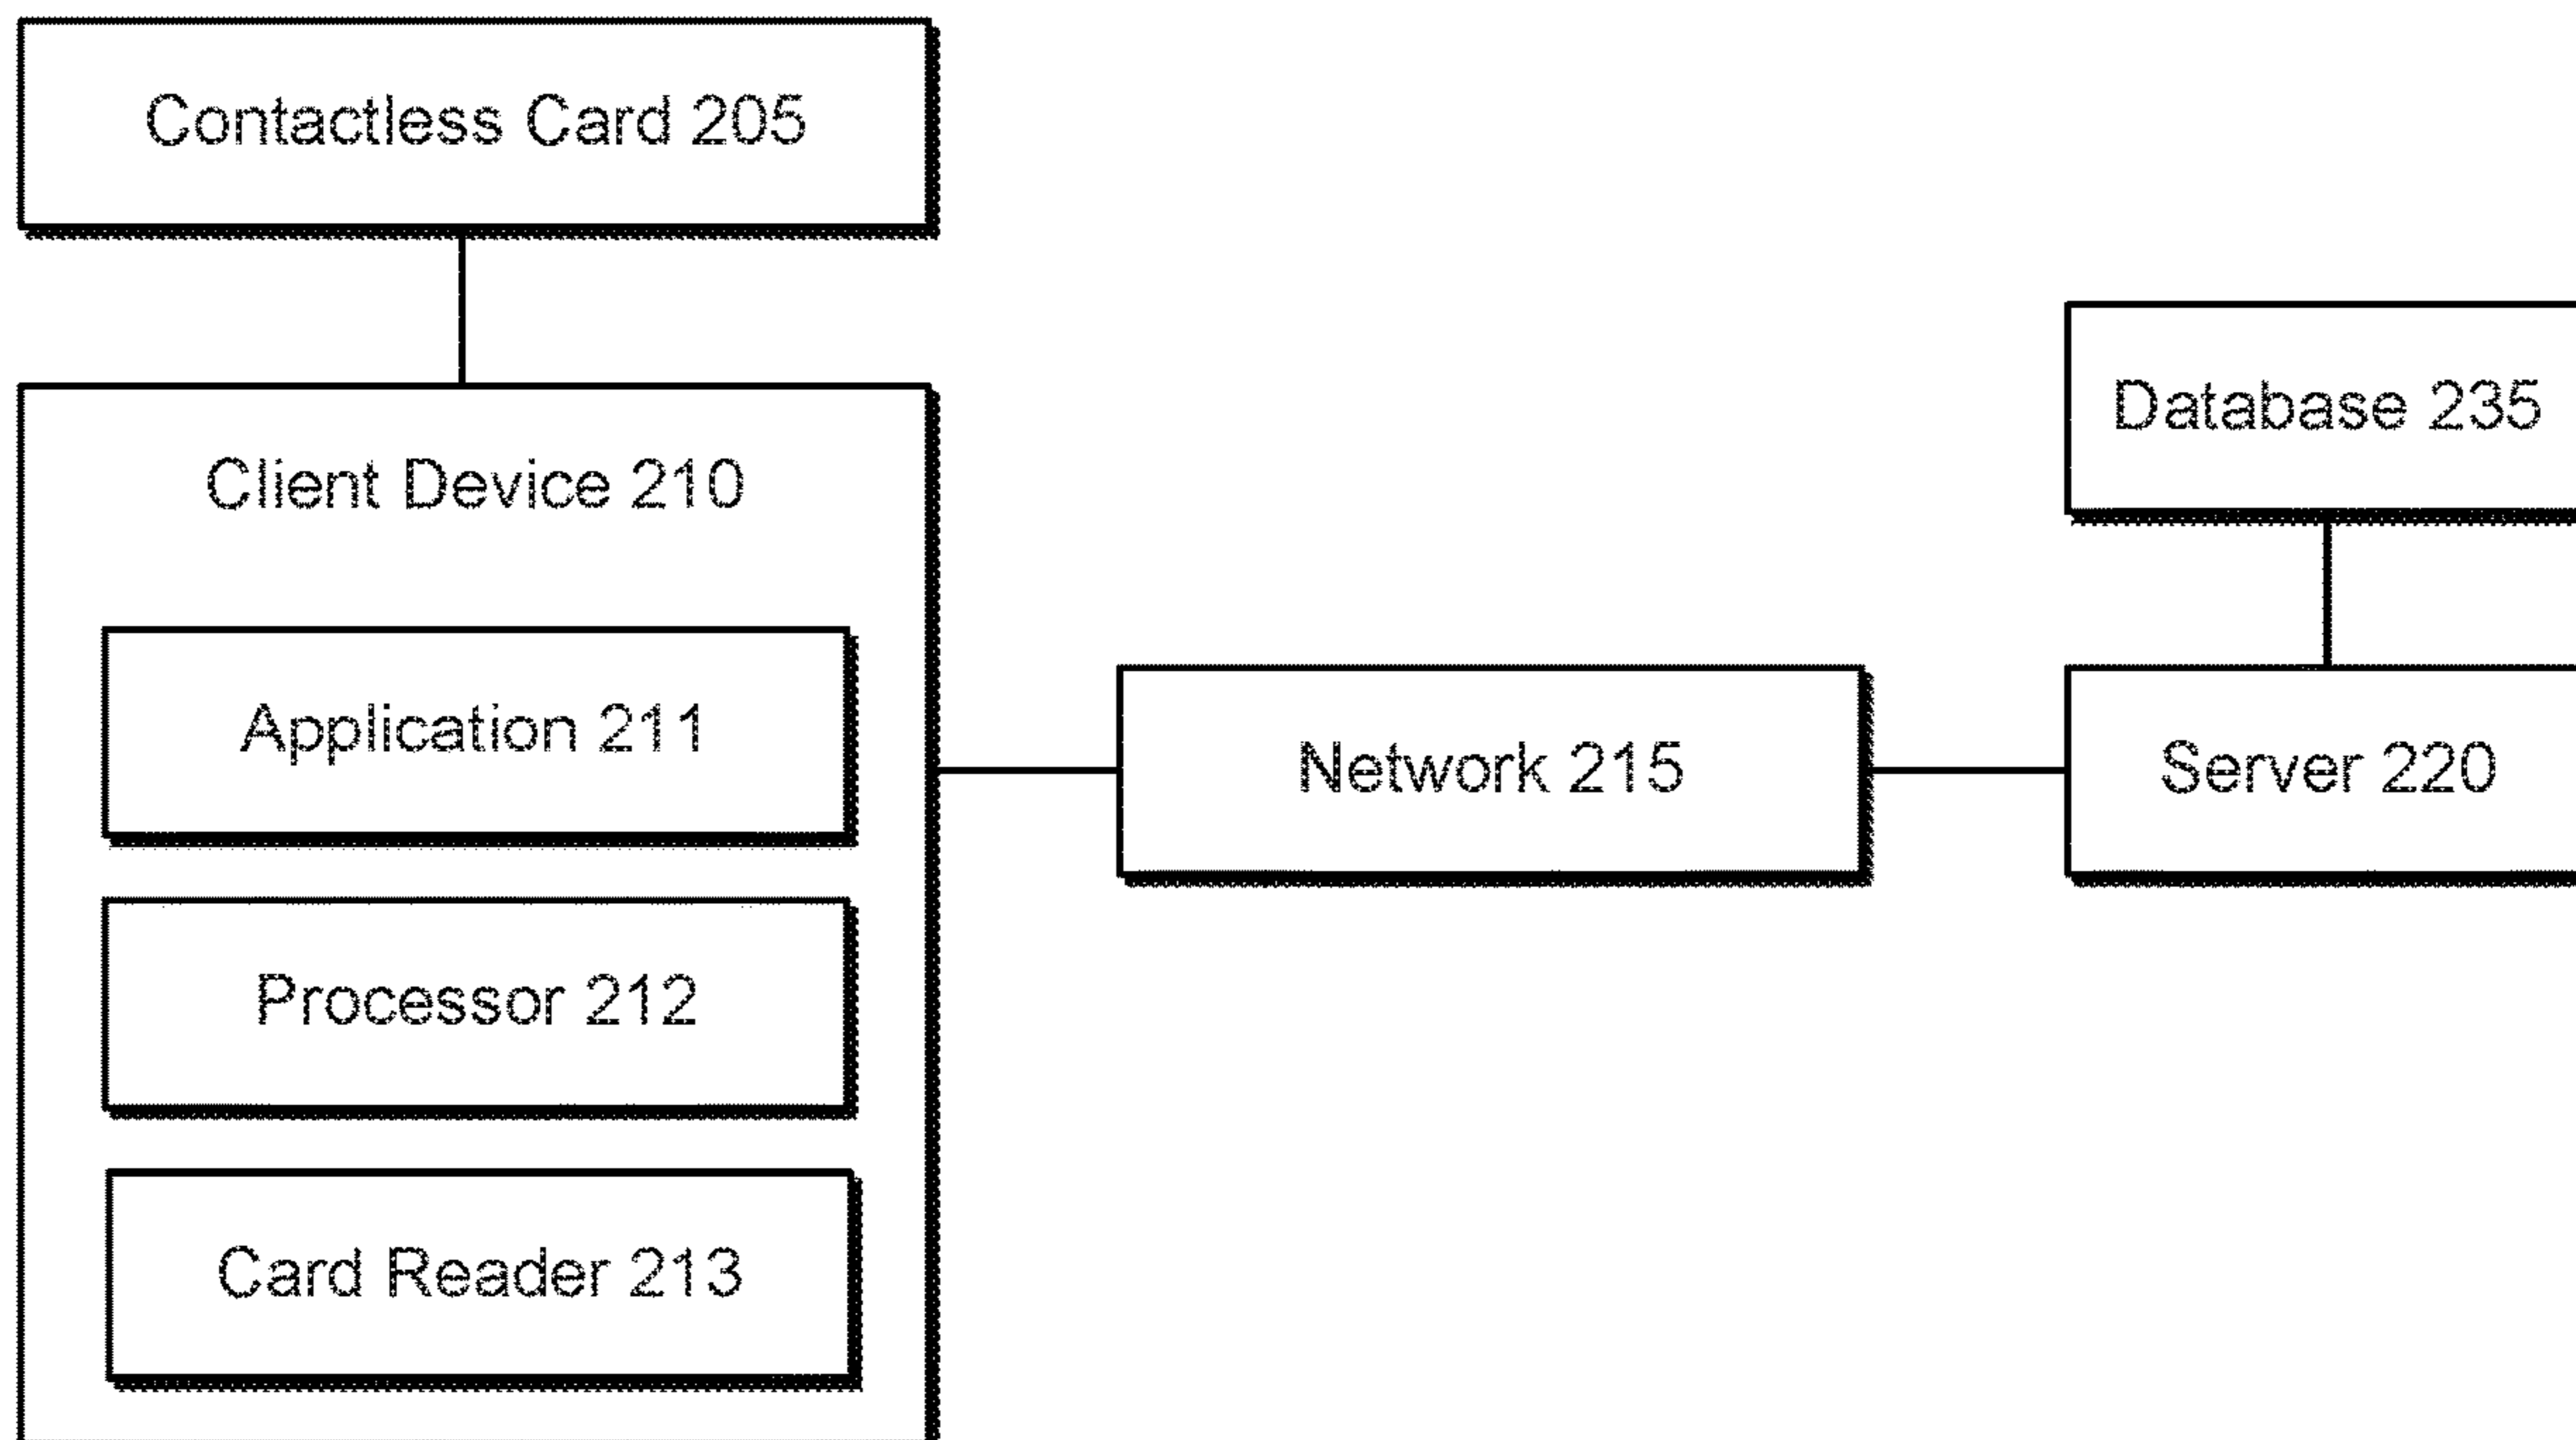 Contactless Card 205
Client Device 210
Application 211
Processor 212
Card Reader 213
Network 215
Database 235
Server 220